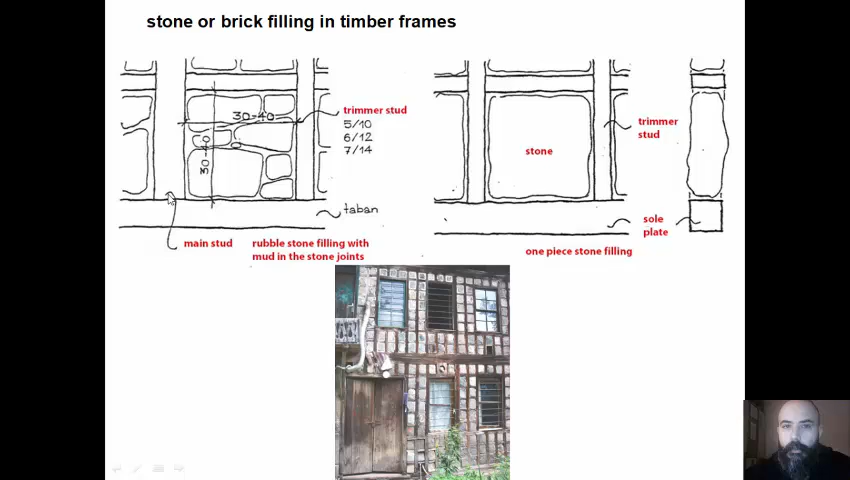 stone or brick filling in timber frames
30-40
30-40
trimmer stud
5/10
6/12
7/14
taban
main stud
rubble stone filling with
mud in the stone joints
stone
trimmer
stud
sole
plate
one piece stone filling